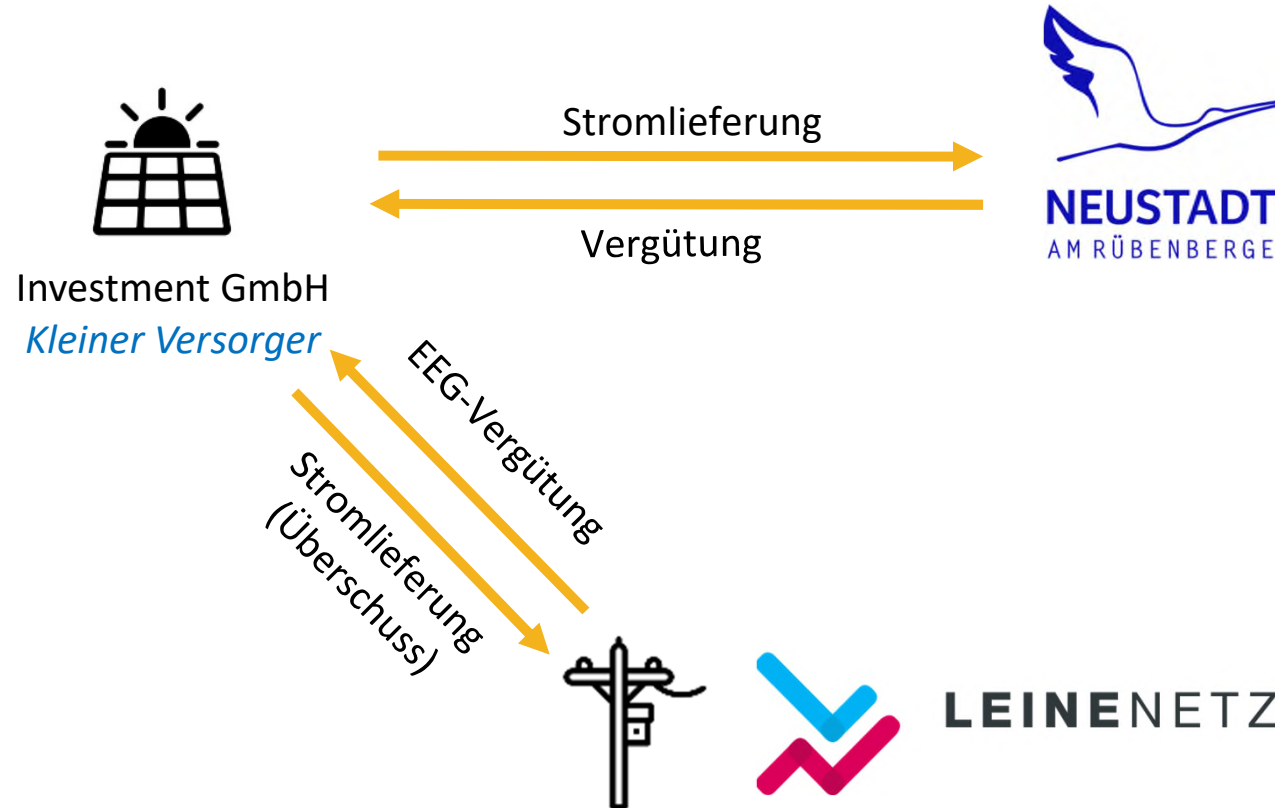 Stromlieferung
Vergütung
NEUSTADT
AM RÜBENBERGE
Investment GmbH
Kleiner Versorger
EEG-Vergütung
Stromlieferung
(Überschuss)
LEINENETZ